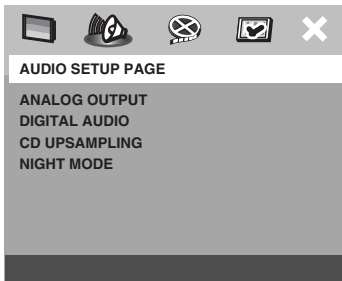 AUDIO SETUP PAGE
ANALOG OUTPUT
DIGITAL AUDIO
CD UPSAMPLING
NIGHT MODE